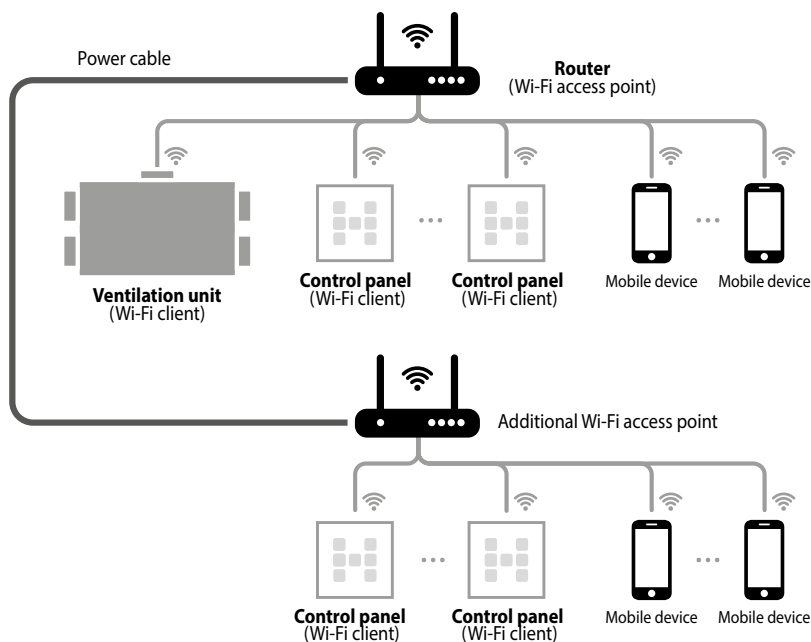 Power cable
Router
(Wi-Fi access point)
Ventilation unit
(Wi-Fi client)
Control panel
(Wi-Fi client)
Control panel
(Wi-Fi client)
Mobile device
Mobile device
Additional Wi-Fi access point
Control panel
(Wi-Fi client)
Control panel
(Wi-Fi client)
Mobile device
Mobile device